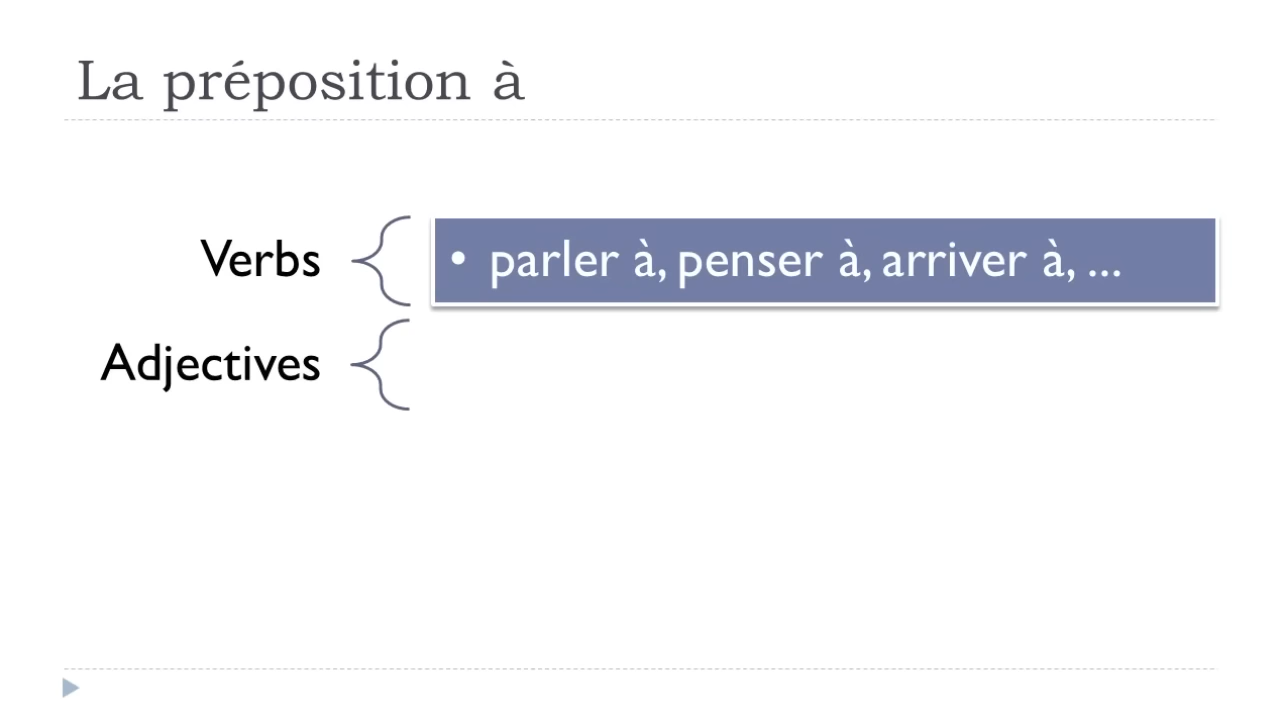 La préposition à
Verbs
• parler à, penser à, arriver à, ...
Adjectives